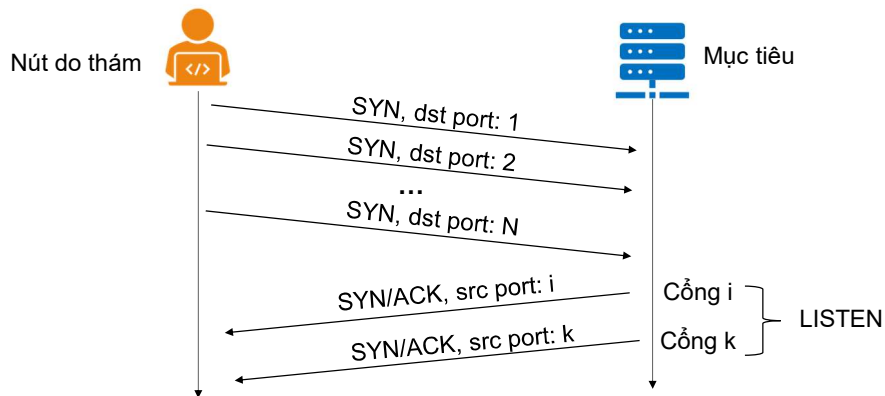 Nút do thám
</>
Mục tiêu
SYN, dst port: 1
SYN, dst port: 2
...
SYN, dst port: N
SYN/ACK, src port: i
Cổng i
LISTEN
SYN/ACK, src port: k
Cổng k